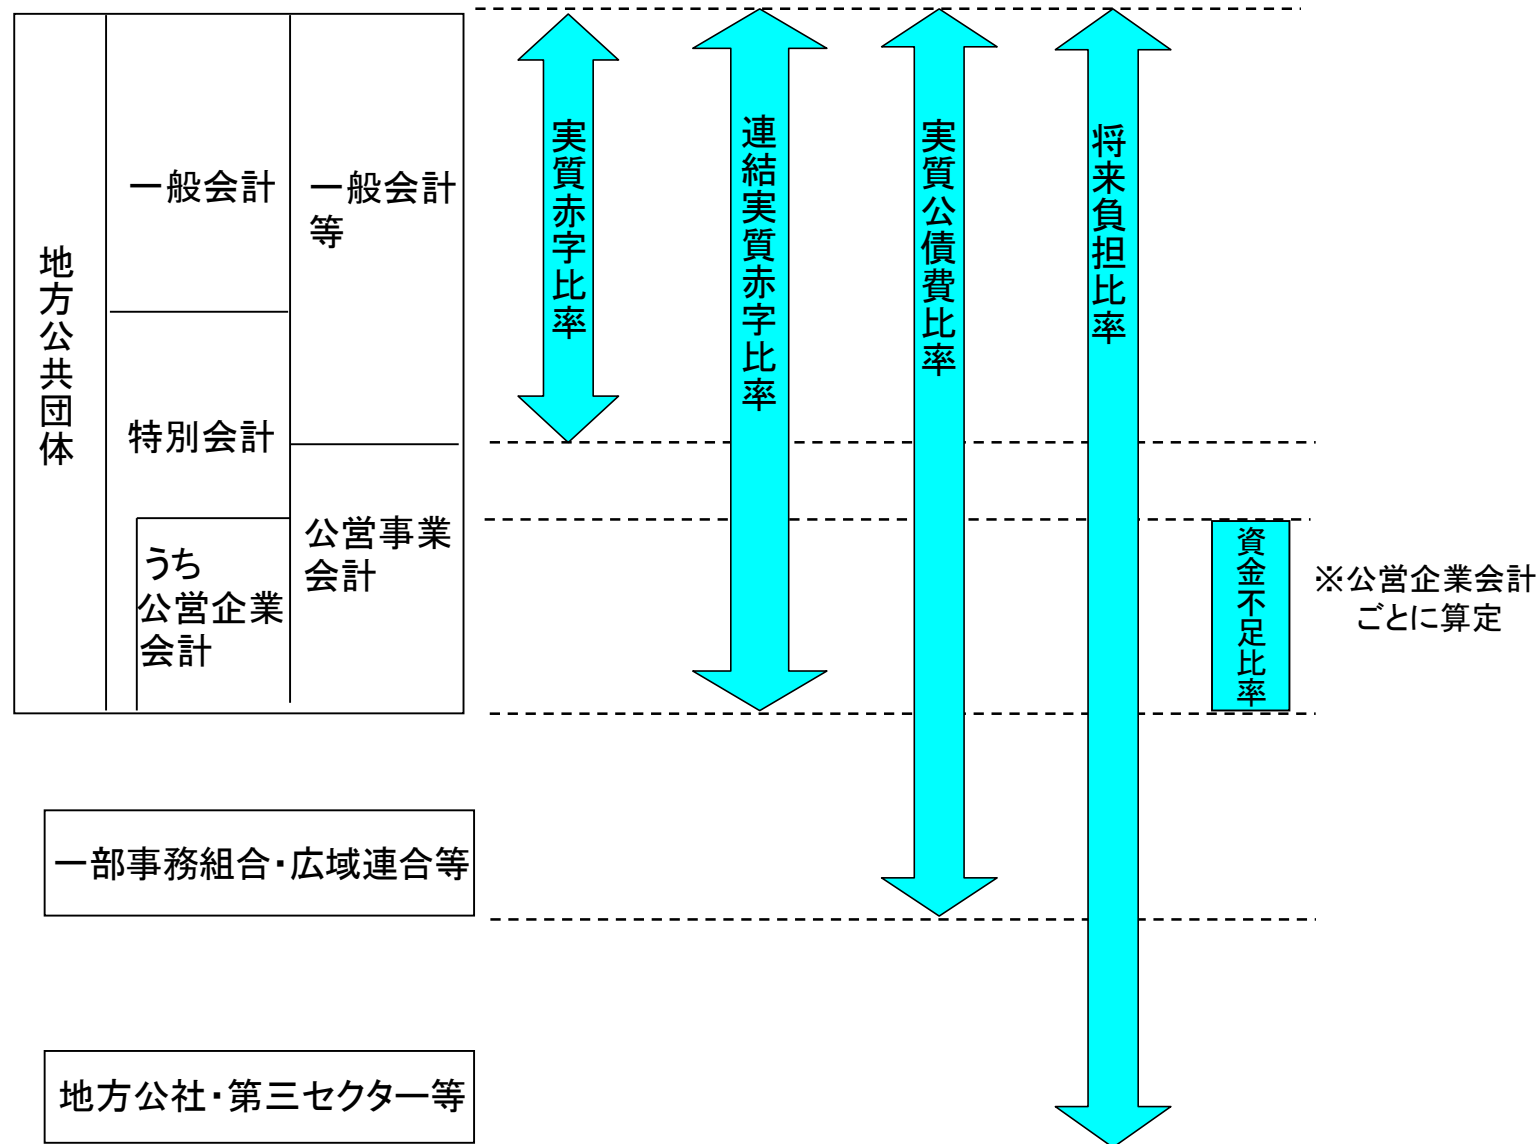 地方公共団体
一般会計
特別会計
うち
公営企業
会計
一般会計
等
公営事業
会計
実質赤字比率
連結実質赤字比率
実質公債費比率
将来負担比率
資金不足比率
※公営企業会計
ごとに算定
一部事務組合・広域連合等
地方公社・第三セクター等